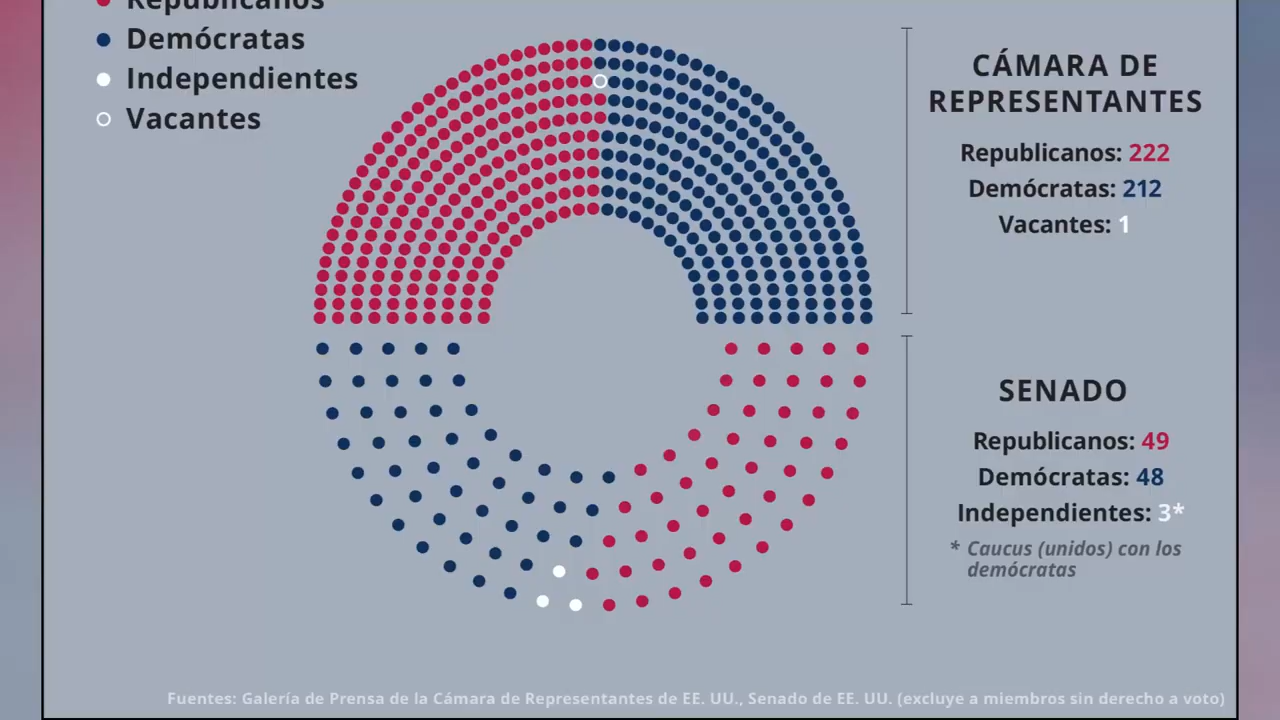 Republicanos
Demócratas
Independientes
Vacantes
CÁMARA DE
REPRESENTANTES
Republicanos: 222
Demócratas: 212
Vacantes: 1
SENADO
Republicanos: 49
Demócratas: 48
Independientes: 3*
* Caucus (unidos) con los
demócratas
Fuentes: Galería de Prensa de la Cámara de Representantes de EE. UU., Senado de EE. UU. (excluye a miembros sin derecho a voto)